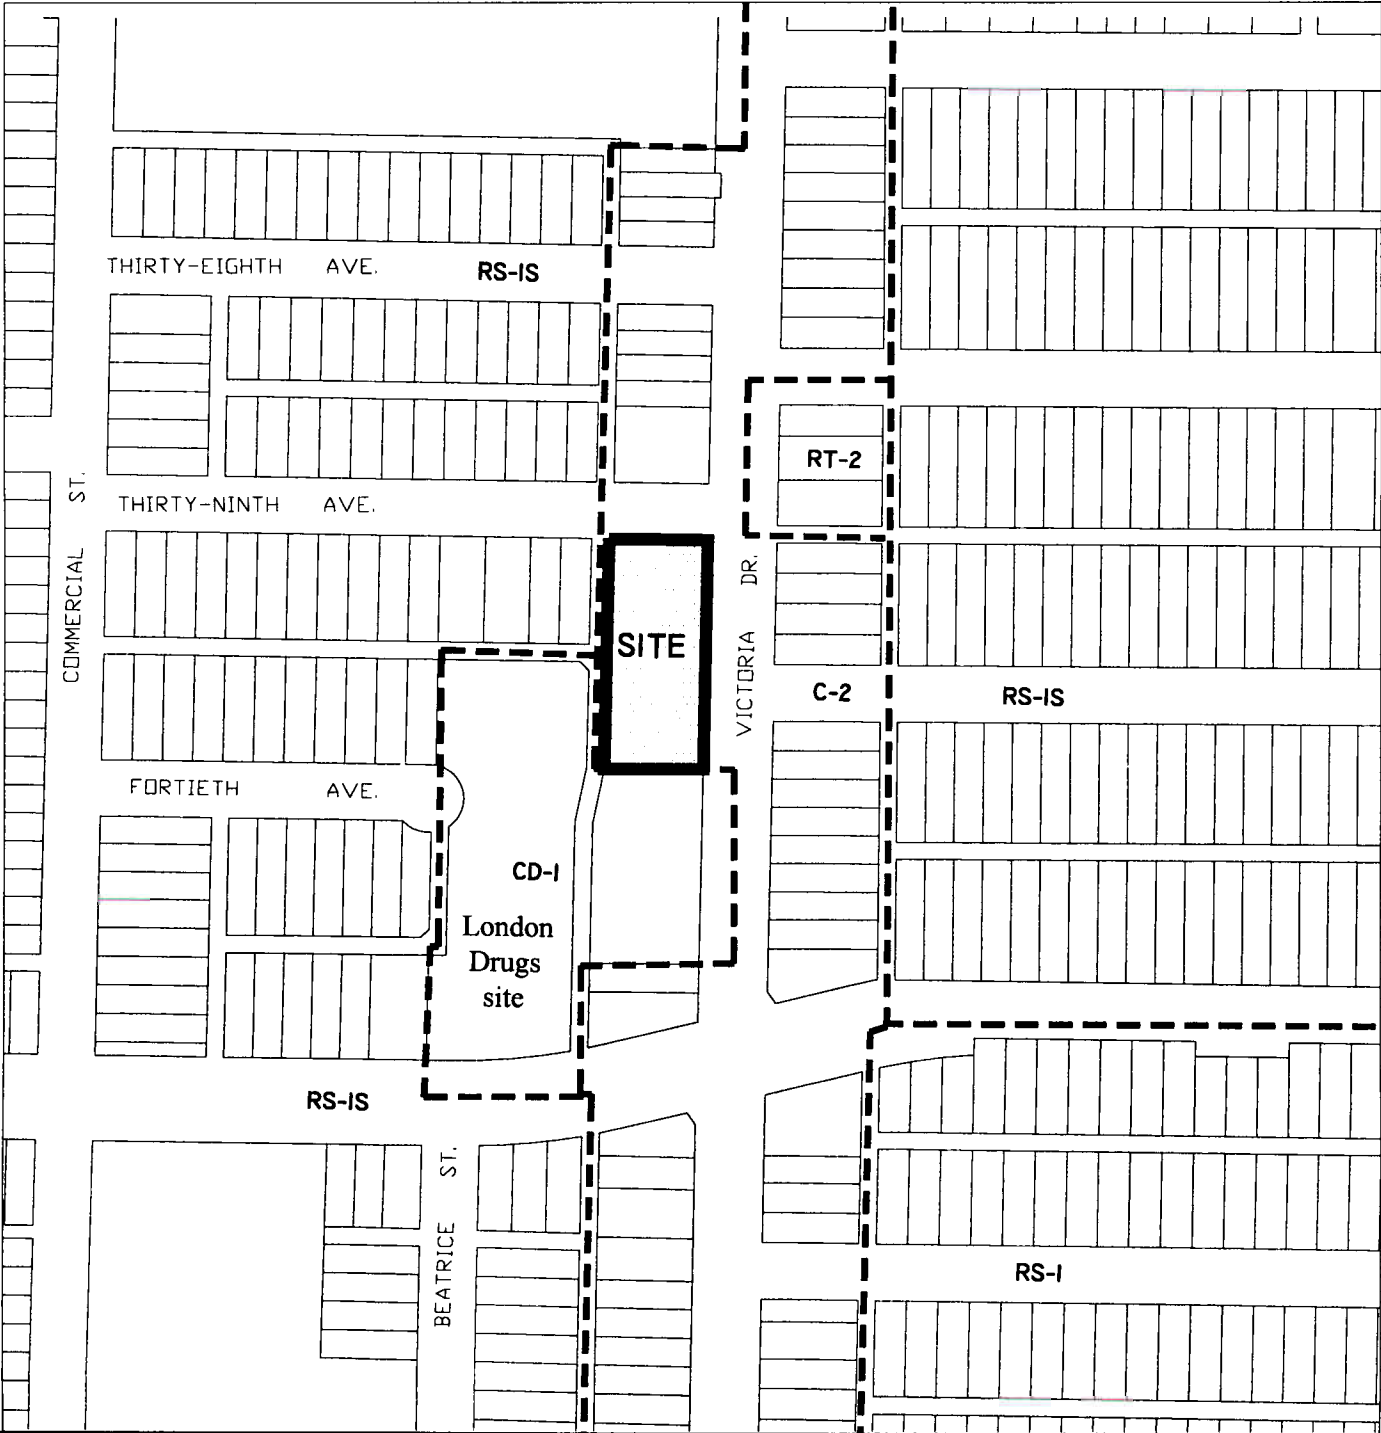 THIRTY-EIGHTH AVE.
RS-IS
RT-2
THIRTY-NINTH AVE.
COMMERCIAL ST.
SITE
VICTORIA DR.
C-2
RS-IS
FORTIETH AVE.
CD-I
London
Drugs
site
RS-IS
BEATRICE ST.
RS-I